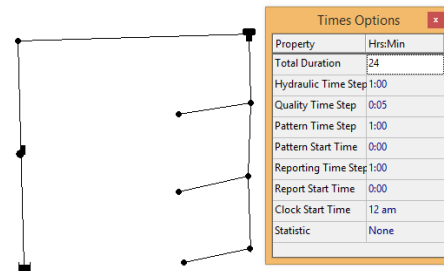 Times Options
x
Property Hrs:Min
Total Duration 24
Hydraulic Time Step 1:00
Quality Time Step 0:05
Pattern Time Step 1:00
Pattern Start Time 0:00
Reporting Time Step 1:00
Report Start Time 0:00
Clock Start Time 12 am
Statistic None